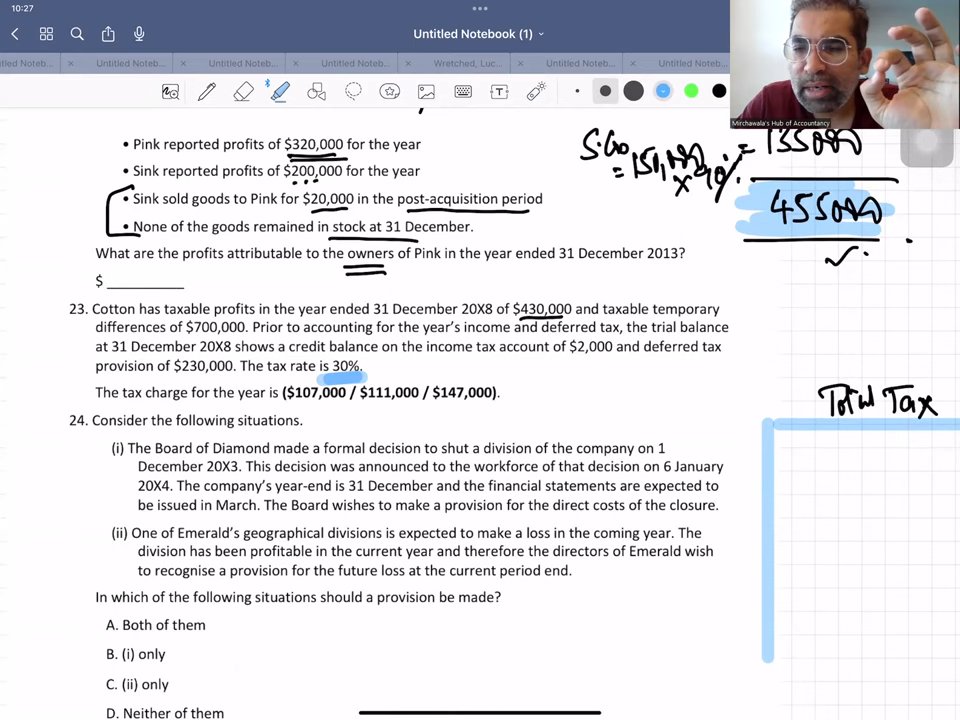 10:27
Untitled Notebook (1)
Untitled Noteb...
Untitled Noteb...
Untitled Noteb...
Wretched, Luc...
Untitled Noteb...
Untitled Noteb...
Mirchawala's Hub of Accountancy
• Pink reported profits of $320,000 for the year
• Sink reported profits of $200,000 for the year
• Sink sold goods to Pink for $20,000 in the post-acquisition period
• None of the goods remained in stock at 31 December.
What are the profits attributable to the owners of Pink in the year ended 31 December 2013?
$ __________
= 150,000
= 135000
455000
23. Cotton has taxable profits in the year ended 31 December 20X8 of $430,000 and taxable temporary
differences of $700,000. Prior to accounting for the year's income and deferred tax, the trial balance
at 31 December 20X8 shows a credit balance on the income tax account of $2,000 and deferred tax
provision of $230,000. The tax rate is 30%.
The tax charge for the year is ($107,000 / $111,000 / $147,000).
Total Tax
24. Consider the following situations.
(i) The Board of Diamond made a formal decision to shut a division of the company on 1
December 20X3. This decision was announced to the workforce of that decision on 6 January
20X4. The company's year-end is 31 December and the financial statements are expected to
be issued in March. The Board wishes to make a provision for the direct costs of the closure.
(ii) One of Emerald's geographical divisions is expected to make a loss in the coming year. The
division has been profitable in the current year and therefore the directors of Emerald wish
to recognise a provision for the future loss at the current period end.
In which of the following situations should a provision be made?
A. Both of them
B. (i) only
C. (ii) only
D. Neither of them